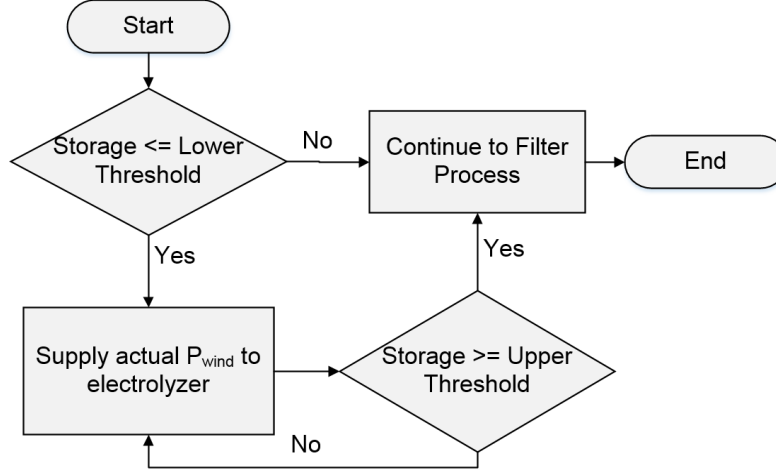 Start
Storage <= Lower
Threshold
No
Continue to Filter
Process
End
Yes
Yes
Supply actual Pwind to
electrolyzer
Storage >= Upper
Threshold
No